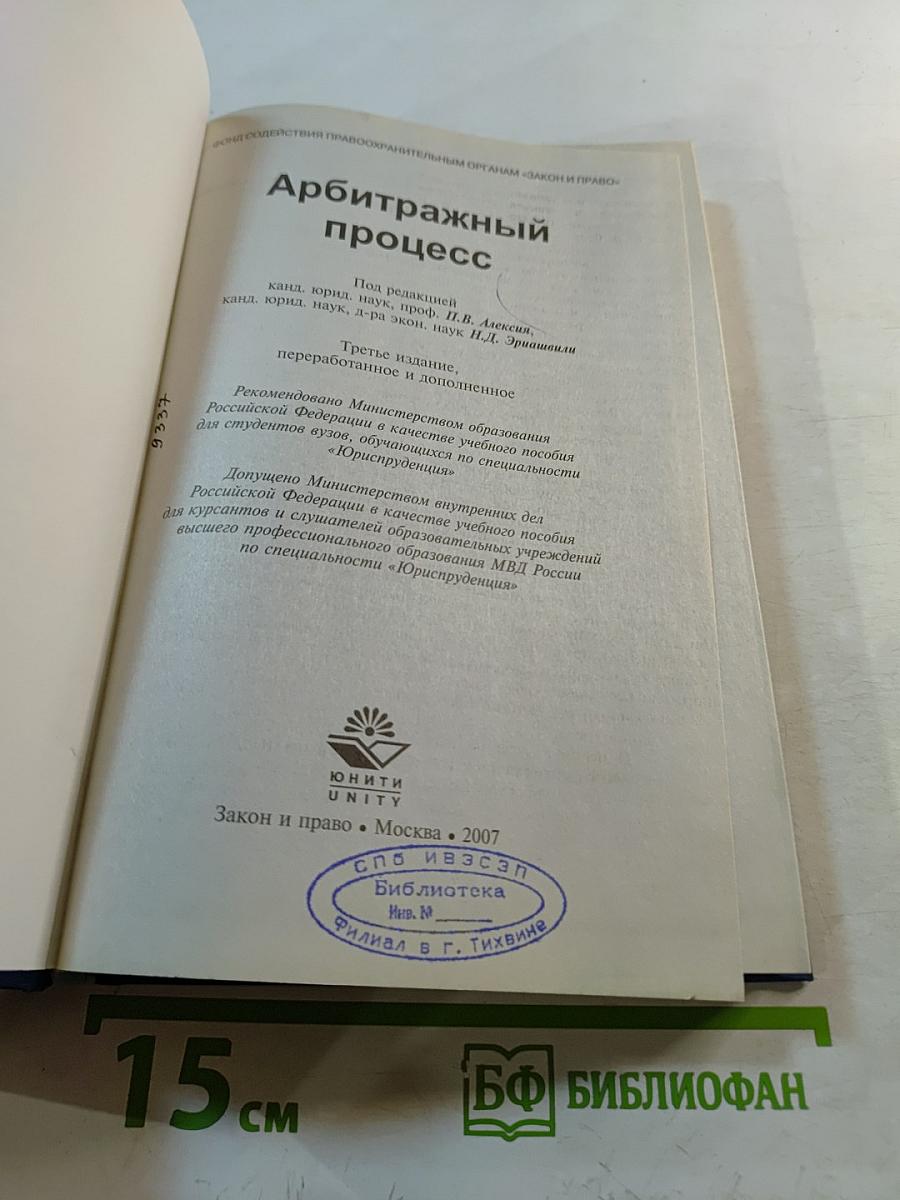 ФОНД СОДЕЙСТВИЯ ПРАВООХРАНИТЕЛЬНЫМ ОРГАНАМ «ЗАКОН И ПРАВО»
Арбитражный
процесс
Под редакцией
канд. юрид. наук, проф. П.В. Алексия,
канд. юрид. наук, д-ра экон. наук Н.Д. Эриашвили
Третье издание,
переработанное и дополненное
Рекомендовано Министерством образования
Российской Федерации в качестве учебного пособия
для студентов вузов, обучающихся по специальности
«Юриспруденция»
Допущено Министерством внутренних дел
Российской Федерации в качестве учебного пособия
для курсантов и слушателей образовательных учреждений
высшего профессионального образования МВД России
по специальности «Юриспруденция»
9337
ЮНИТИ
UNITY
Закон и право • Москва • 2007
СПб ИВЭСЭП
Библиотека
Инв. №
Филиал в г. Тихвине
15 см
БФ БИБЛИОФАН